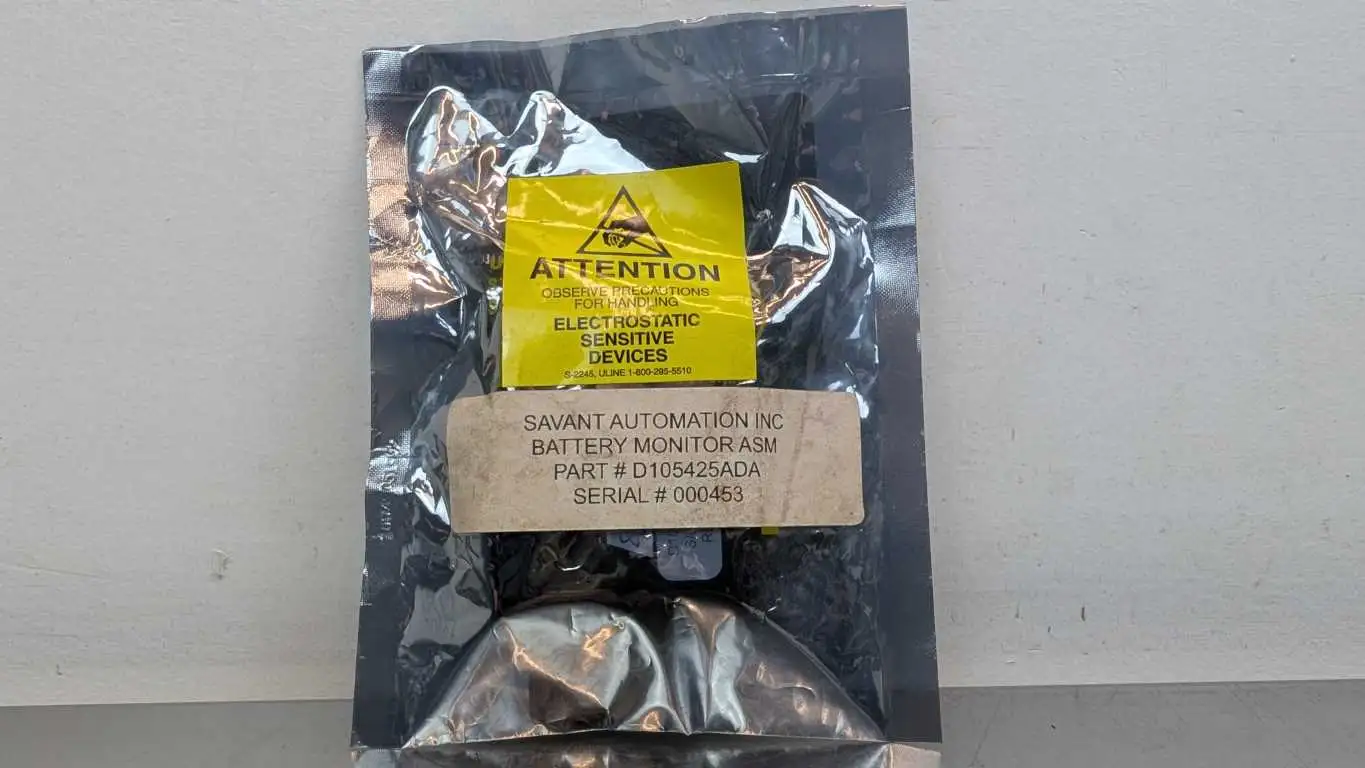 ATTENTION
OBSERVE PRECAUTIONS
FOR HANDLING
ELECTROSTATIC
SENSITIVE
DEVICES
S-2245, ULINE 1-800-295-5510
SAVANT AUTOMATION INC
BATTERY MONITOR ASM
PART # D105425ADA
SERIAL # 000453